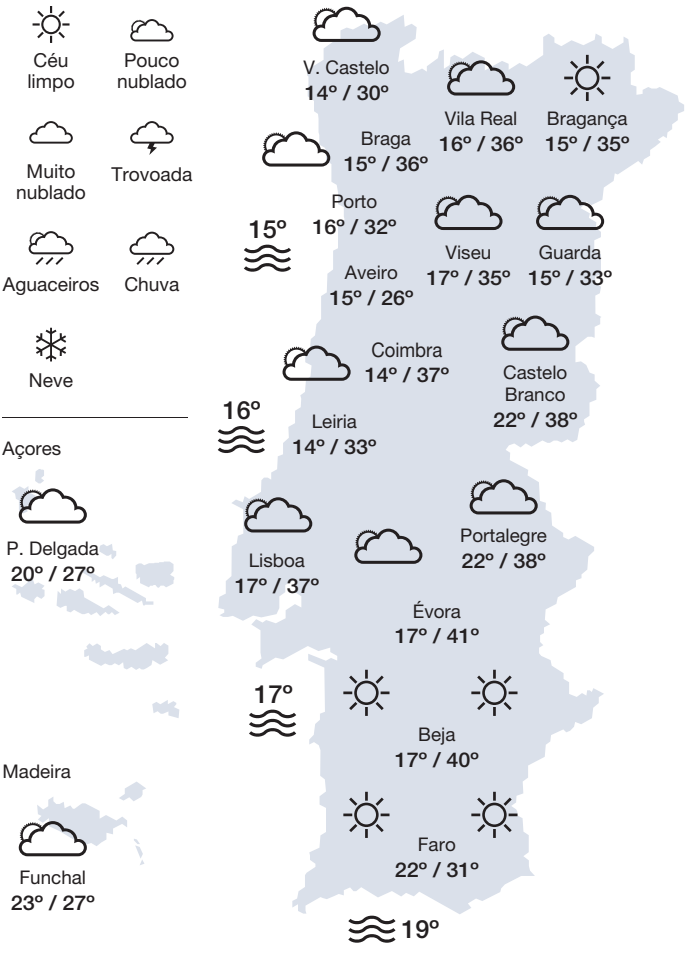 Céu
limpo
Pouco
nublado
Muito
nublado
Trovoada
Aguaceiros
Chuva
Neve
Açores
P. Delgada
20º / 27º
Madeira
Funchal
23º / 27º
V. Castelo
14º / 30º
Vila Real
16º / 36º
Bragança
15º / 35º
Braga
15º / 36º
Porto
16º / 32º
15º
Viseu
17º / 35º
Guarda
15º / 33º
Aveiro
15º / 26º
Coimbra
14º / 37º
Castelo
Branco
22º / 38º
16º
Leiria
14º / 33º
Lisboa
17º / 37º
Portalegre
22º / 38º
Évora
17º / 41º
17º
Beja
17º / 40º
Faro
22º / 31º
19º